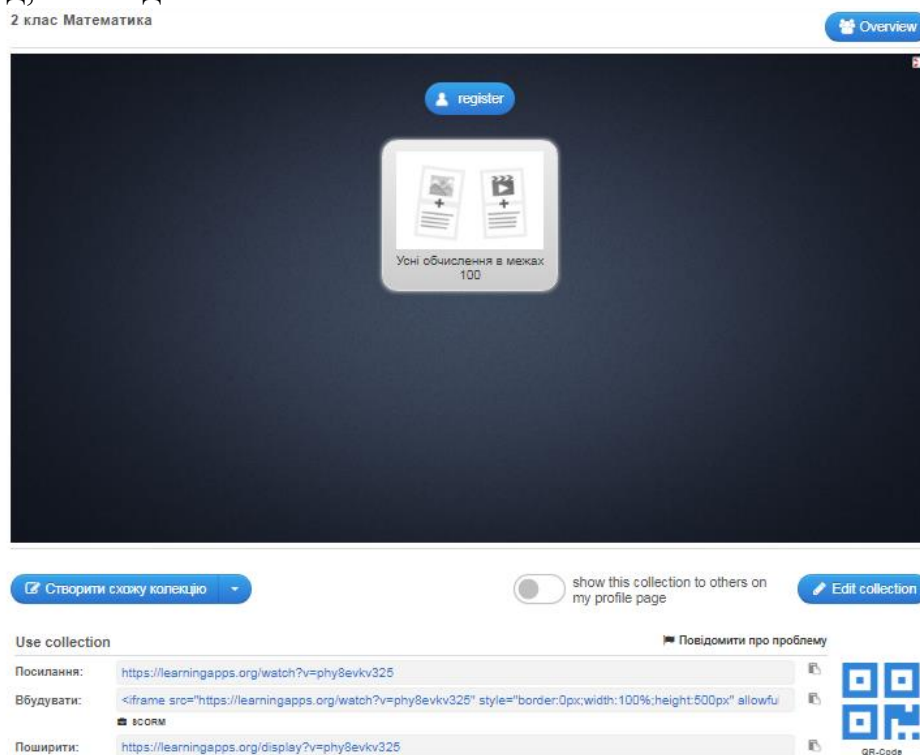 2 клас Математика
Overview
register
Усні обчислення в межах
100
Створити схожу колекцію
show this collection to others on
my profile page
Edit collection
Use collection
Повідомити про проблему
Посилання:
https://learningapps.org/watch?v=phy8evkv325
Вбудувати:
<iframe src="https://learningapps.org/watch?v=phy8evkv325" style="border:0px;width:100%;height:500px" allowfu
SCORM
Поширити:
https://learningapps.org/display?v=phy8evkv325
QR-Code